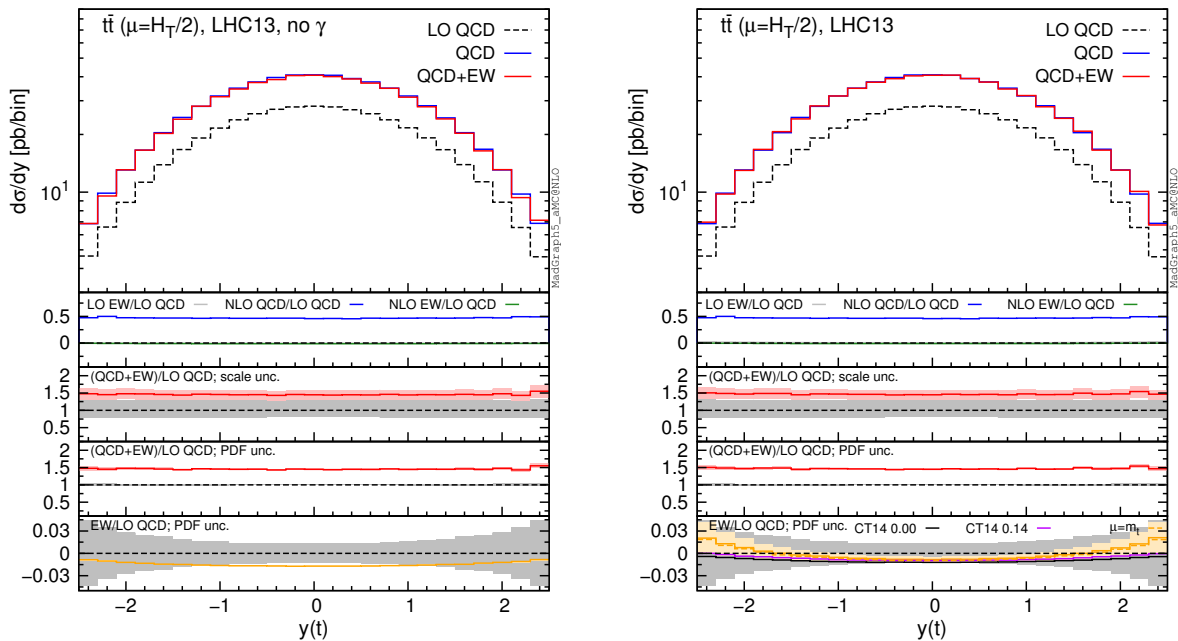 tt̄ (μ=H_T/2), LHC13, no γ
LO QCD
QCD
QCD+EW
dσ/dy [pb/bin]
10^1
MadGraph5_aMC@NLO
LO EW/LO QCD NLO QCD/LO QCD NLO EW/LO QCD
0.5
0
(QCD+EW)/LO QCD; scale unc.
2
1.5
1
0.5
(QCD+EW)/LO QCD; PDF unc.
2
1.5
1
0.5
EW/LO QCD; PDF unc.
0.03
0
−0.03
−2 −1 0 1 2
y(t)
tt̄ (μ=H_T/2), LHC13
LO QCD
QCD
QCD+EW
dσ/dy [pb/bin]
10^1
MadGraph5_aMC@NLO
LO EW/LO QCD NLO QCD/LO QCD NLO EW/LO QCD
0.5
0
(QCD+EW)/LO QCD; scale unc.
2
1.5
1
0.5
(QCD+EW)/LO QCD; PDF unc.
2
1.5
1
0.5
EW/LO QCD; PDF unc. CT14 0.00 CT14 0.14 μ=m_t
0.03
0
−0.03
−2 −1 0 1 2
y(t)